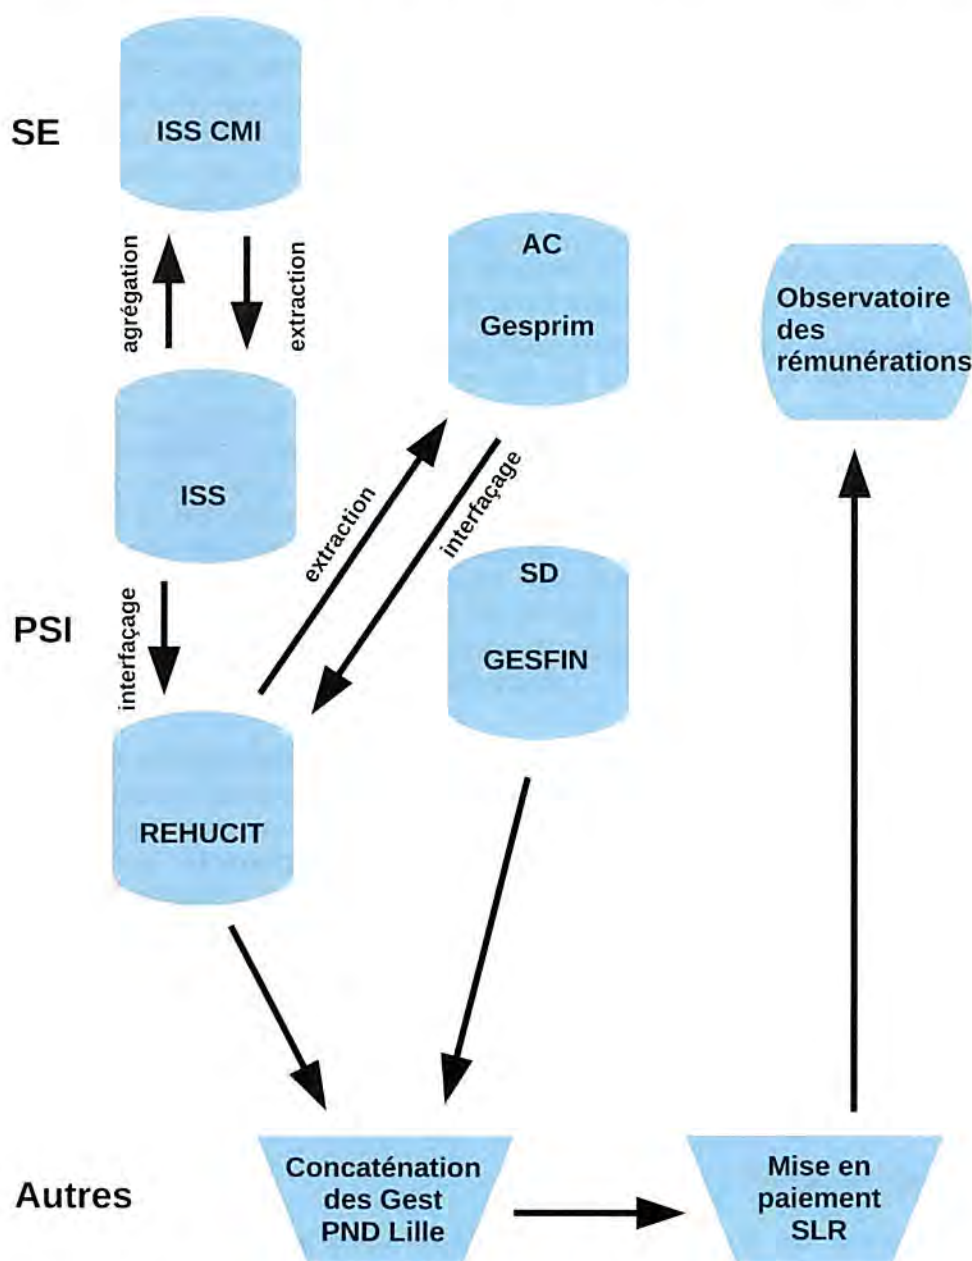 SE
ISS CMI
agrégation
extraction
AC
Gesprim
Observatoire
des
rémunérations
ISS
extraction
interfaçage
PSI
interfaçage
SD
GESFIN
REHUCIT
Autres
Concaténation
des Gest
PND Lille
Mise en
paiement
SLR